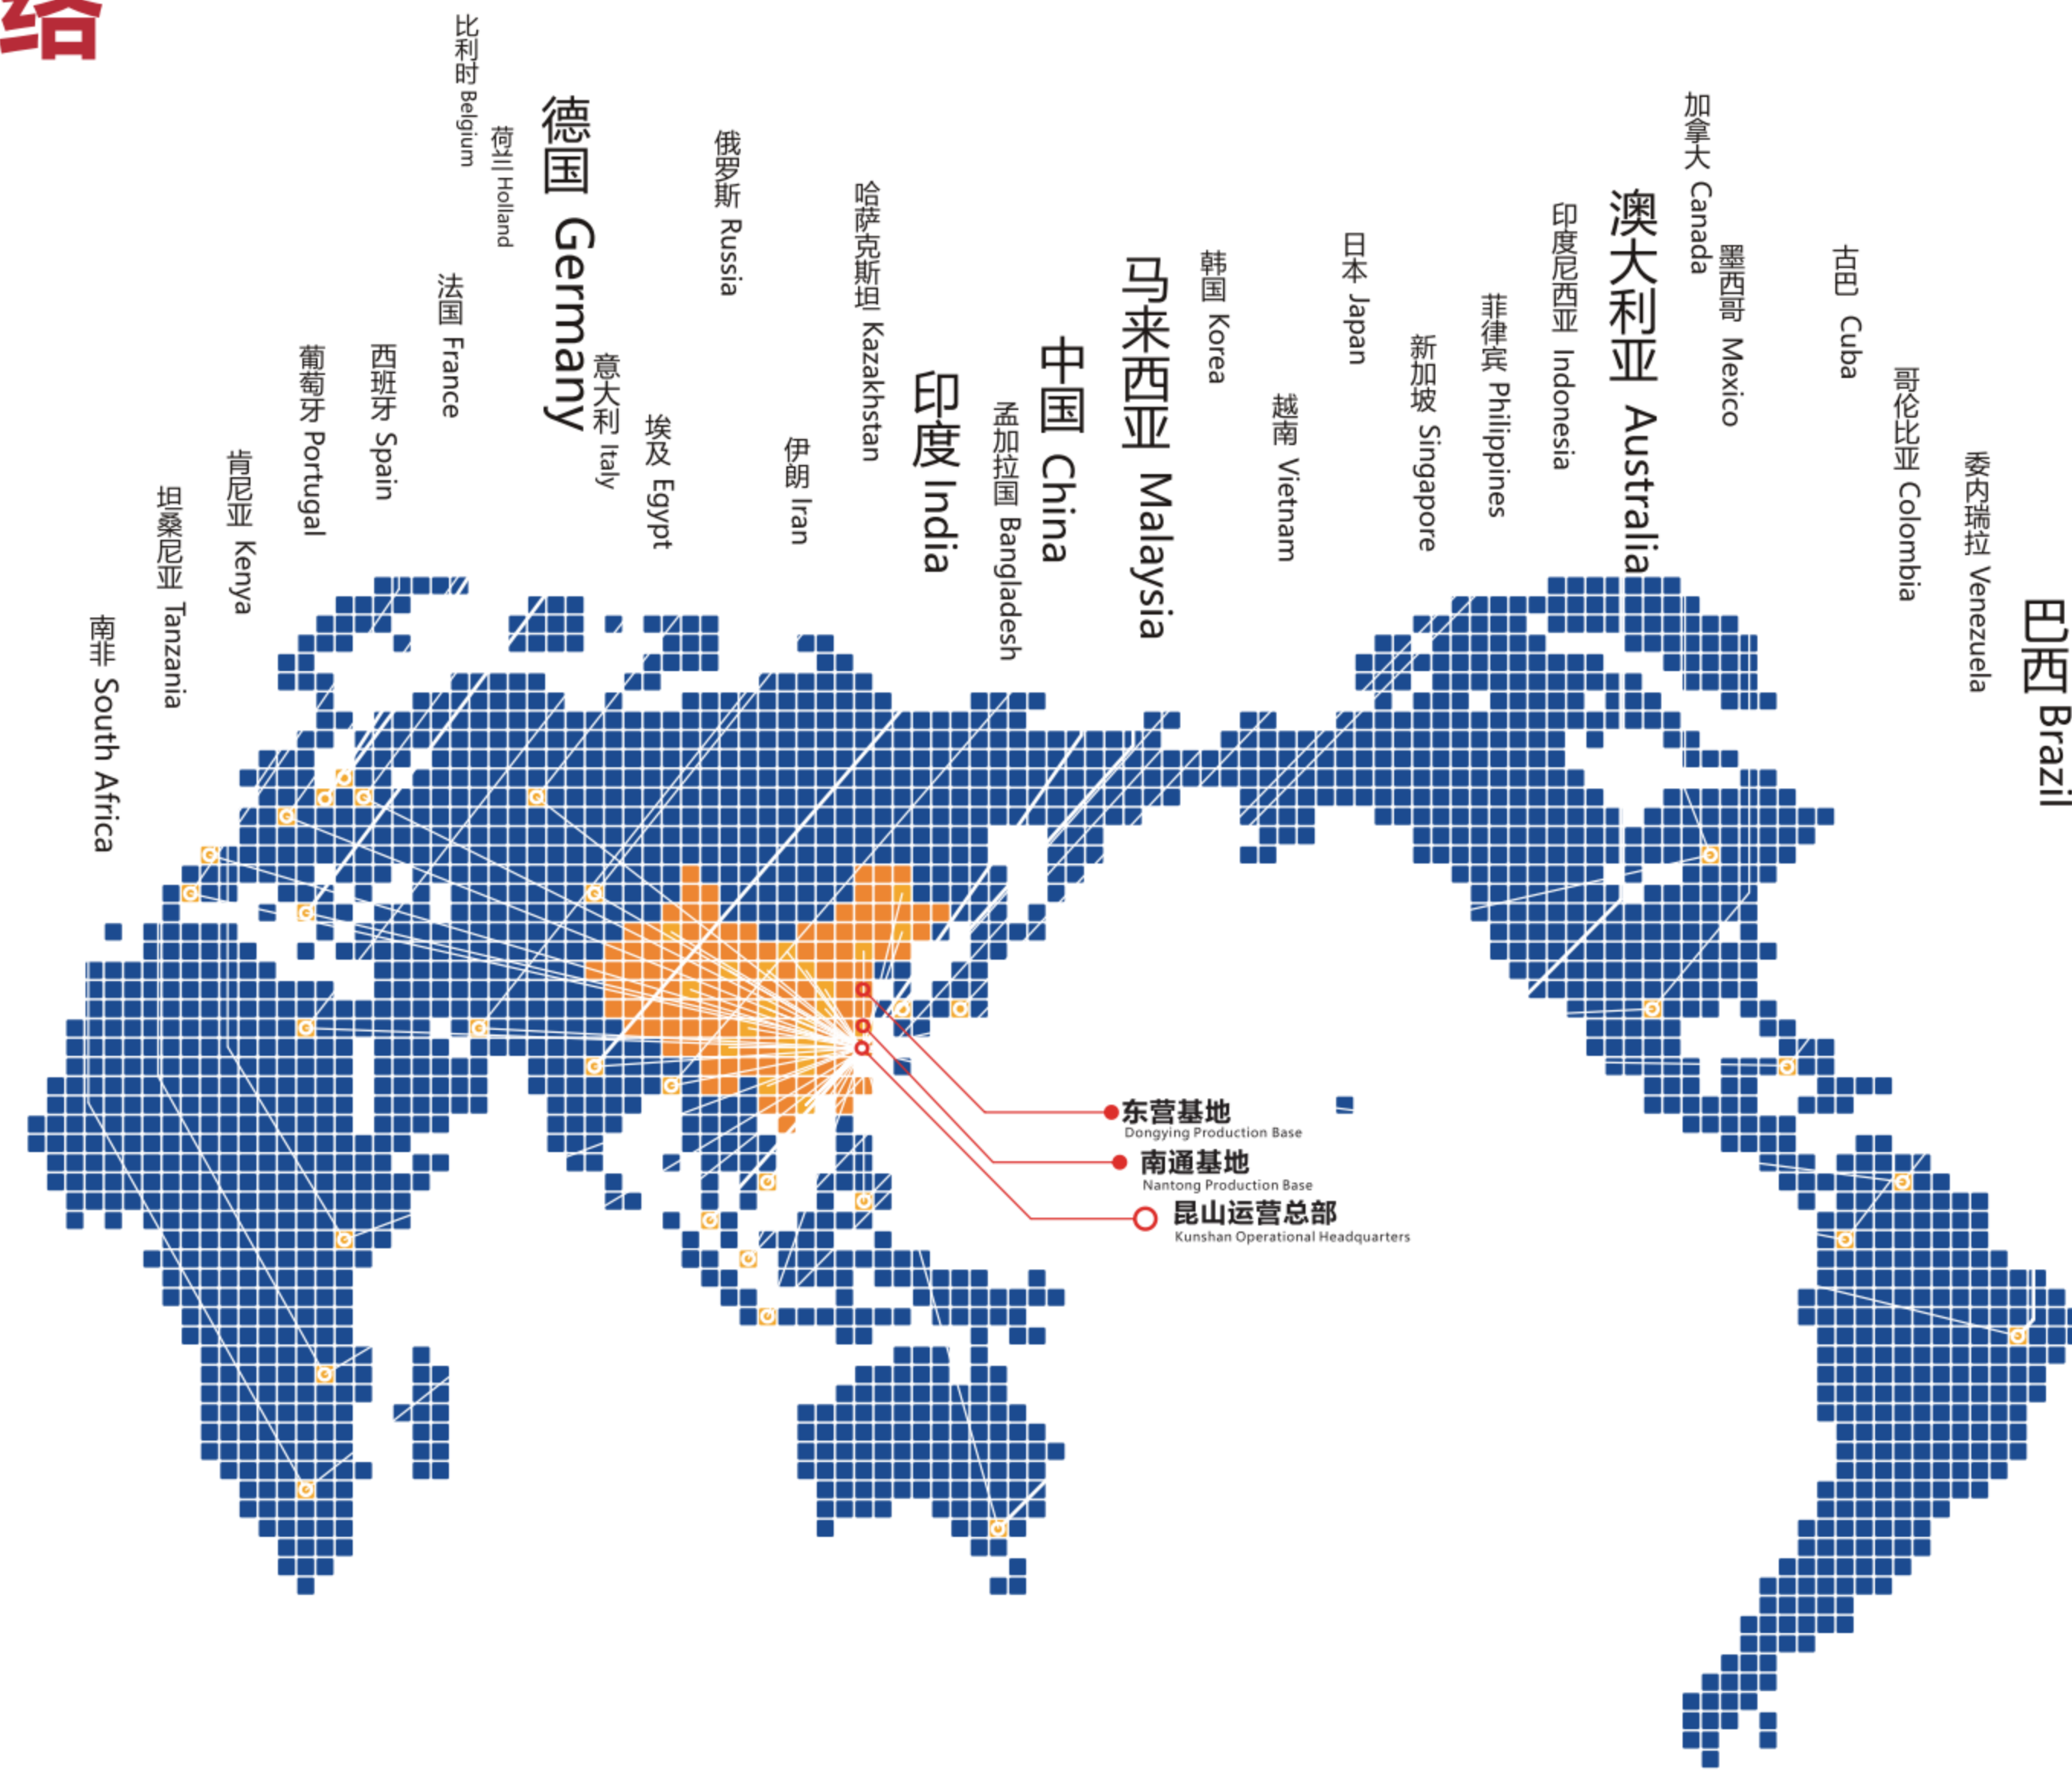 络
比利时 Belgium
荷兰 Holland
德国 Germany
俄罗斯 Russia
哈萨克斯坦 Kazakhstan
法国 France
葡萄牙 Portugal
西班牙 Spain
意大利 Italy
埃及 Egypt
伊朗 Iran
印度 India
孟加拉国 Bangladesh
中国 China
马来西亚 Malaysia
韩国 Korea
越南 Vietnam
日本 Japan
新加坡 Singapore
菲律宾 Philippines
印度尼西亚 Indonesia
澳大利亚 Australia
加拿大 Canada
墨西哥 Mexico
古巴 Cuba
哥伦比亚 Colombia
委内瑞拉 Venezuela
巴西 Brazil
肯尼亚 Kenya
坦桑尼亚 Tanzania
南非 South Africa
东营基地
Dongying Production Base
南通基地
Nantong Production Base
昆山运营总部
Kunshan Operational Headquarters